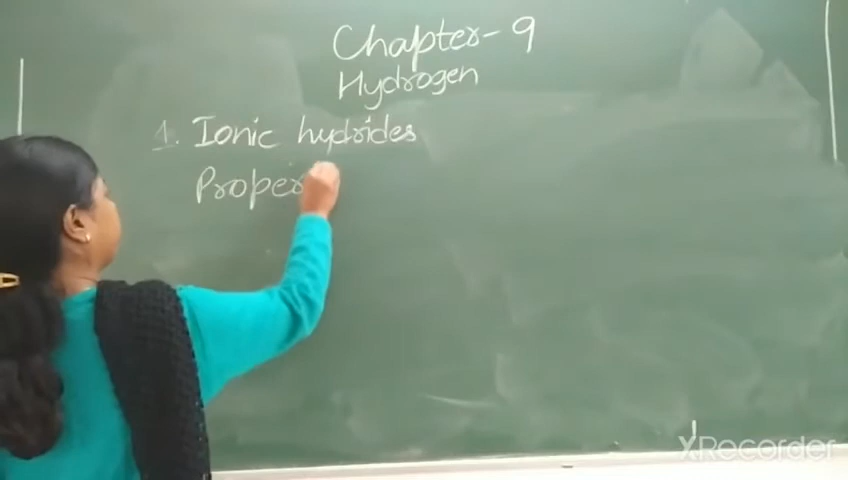 Chapter - 9
Hydrogen
1. Ionic hydrides
Proper
XRecorder